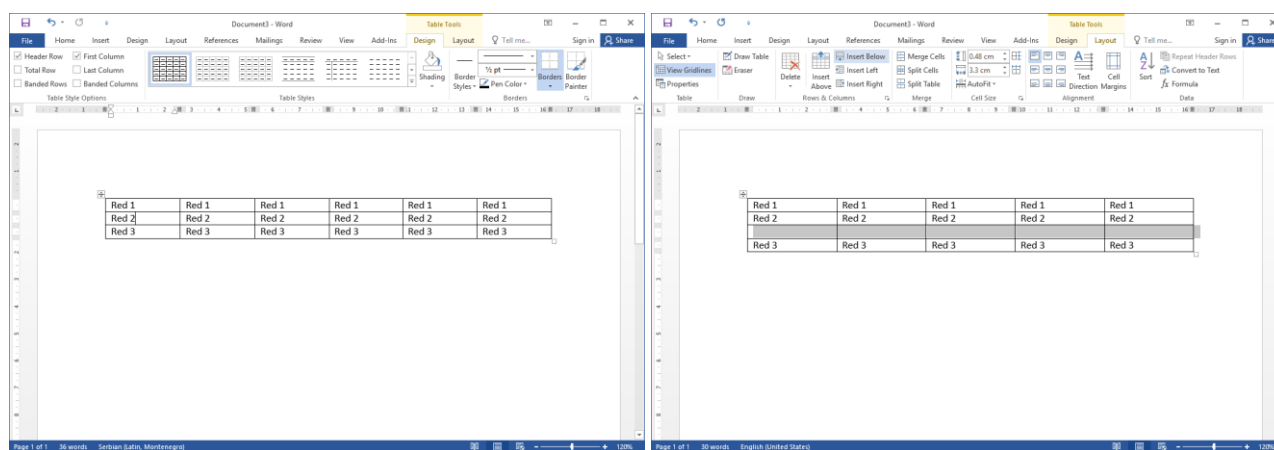 Document3 - Word
Table Tools
File Home Insert Design Layout References Mailings Review View Add-Ins Design Layout Tell me... Sign in Share
Header Row First Column
Total Row Last Column
Banded Rows Banded Columns
Shading
Border Styles
½ pt
Pen Color
Borders
Border Painter
Table Style Options Table Styles Borders
Red 1 Red 1 Red 1 Red 1 Red 1 Red 1
Red 2 Red 2 Red 2 Red 2 Red 2 Red 2
Red 3 Red 3 Red 3 Red 3 Red 3 Red 3
Page 1 of 1 36 words Serbian (Latin, Montenegro) 120%
Document3 - Word
Table Tools
File Home Insert Design Layout References Mailings Review View Add-Ins Design Layout Tell me... Sign in Share
Select
View Gridlines
Properties
Draw Table
Eraser
Delete
Insert Above
Insert Below
Insert Left
Insert Right
Merge Cells
Split Cells
Split Table
0.48 cm
3.3 cm
AutoFit
Text Direction
Cell Margins
Sort
Repeat Header Rows
Convert to Text
fx Formula
Table Draw Rows & Columns Merge Cell Size Alignment Data
Red 1 Red 1 Red 1 Red 1 Red 1
Red 2 Red 2 Red 2 Red 2 Red 2
Red 3 Red 3 Red 3 Red 3 Red 3
Page 1 of 1 30 words English (United States) 120%